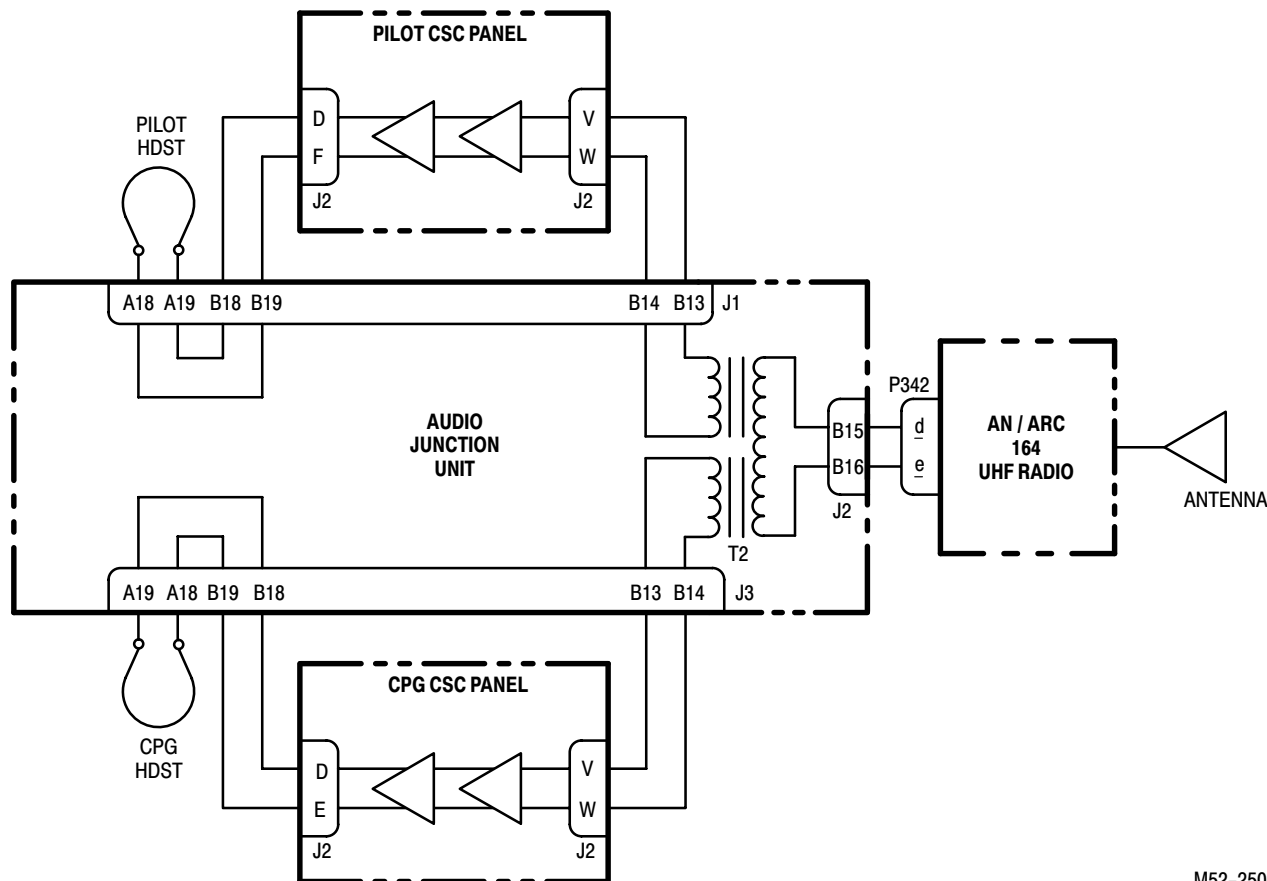 PILOT CSC PANEL
D
F
J2
V
W
J2
PILOT
HDST
A18 A19 B18 B19
B14 B13
J1
AUDIO
JUNCTION
UNIT
T2
B15
B16
J2
P342
d
e
AN / ARC
164
UHF RADIO
ANTENNA
A19 A18 B19 B18
B13 B14
J3
CPG
HDST
CPG CSC PANEL
D
E
J2
V
W
J2
M52-250